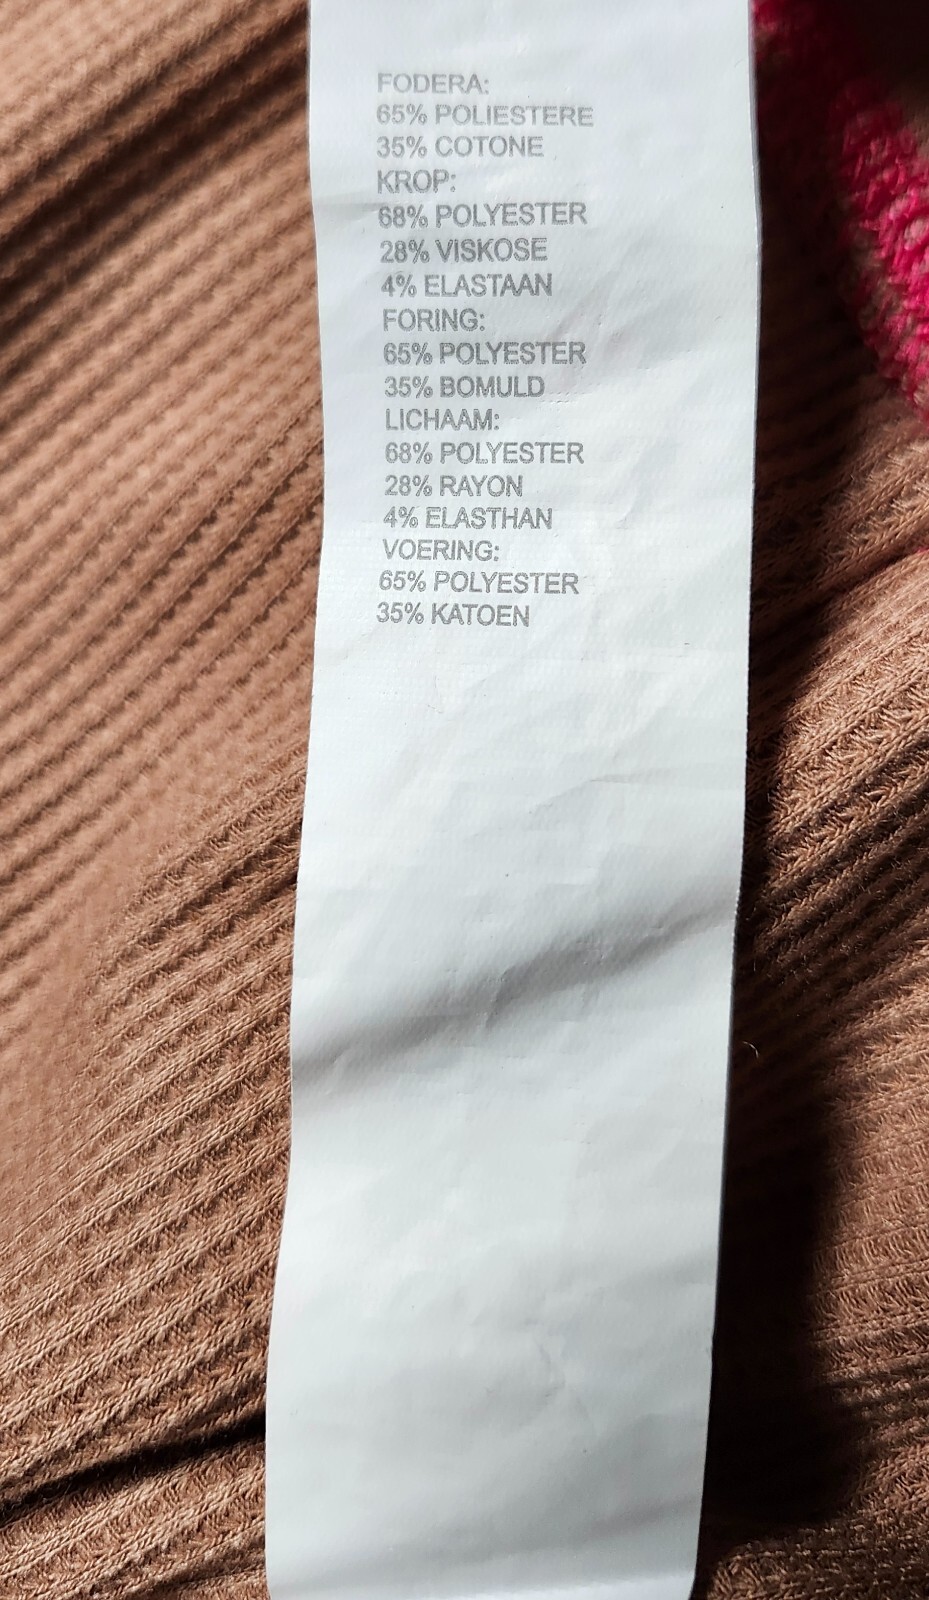 FODERA:
65% POLIESTERE
35% COTONE
KROP:
68% POLYESTER
28% VISKOSE
4% ELASTAAN
FORING:
65% POLYESTER
35% BOMULD
LICHAAM:
68% POLYESTER
28% RAYON
4% ELASTHAN
VOERING:
65% POLYESTER
35% KATOEN